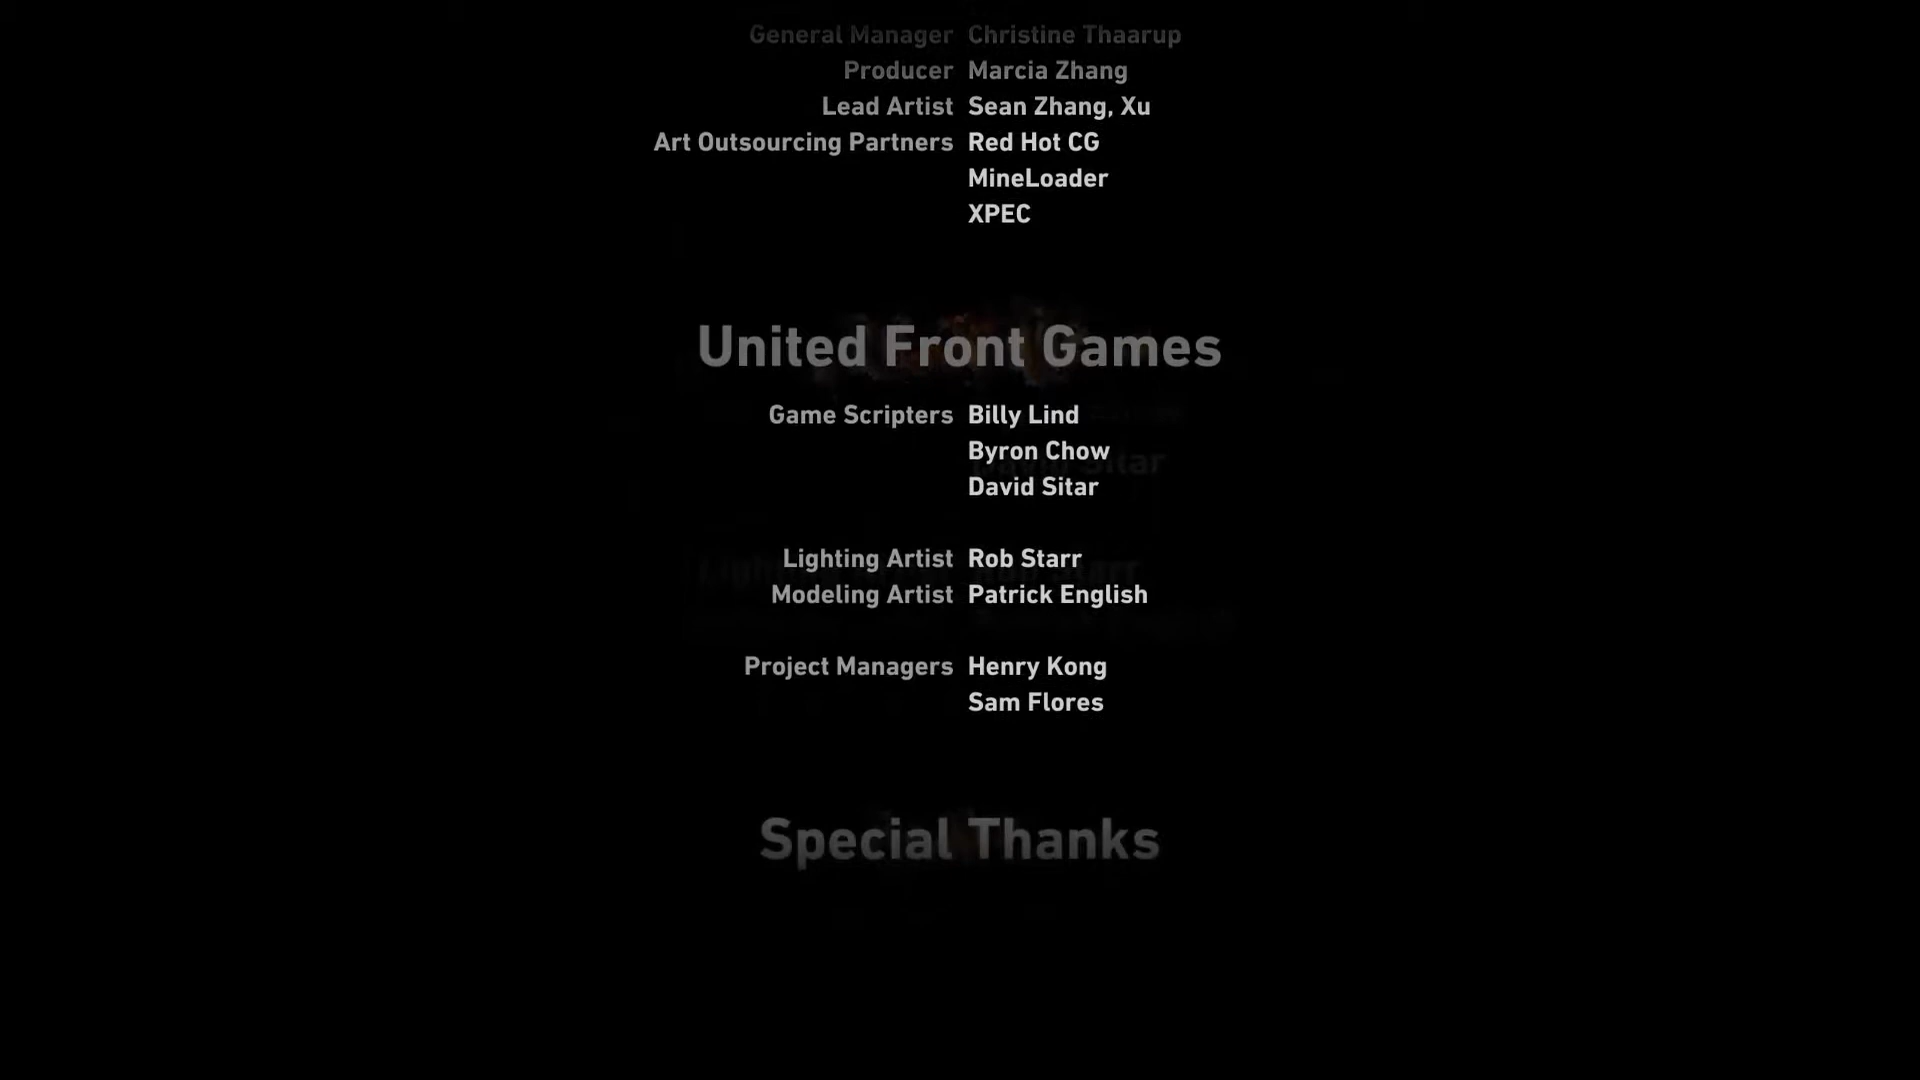 General Manager Christine Thaarup
Producer Marcia Zhang
Lead Artist Sean Zhang, Xu
Art Outsourcing Partners Red Hot CG
MineLoader
XPEC
United Front Games
Game Scripters Billy Lind
Byron Chow
David Sitar
Lighting Artist Rob Starr
Modeling Artist Patrick English
Project Managers Henry Kong
Sam Flores
Special Thanks